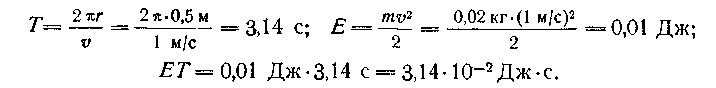 T = 2πr/v = 2π·0,5 м / 1 м/с = 3,14 с; E = mv²/2 = 0,02 кг·(1 м/с)²/2 = 0,01 Дж;
ET = 0,01 Дж·3,14 с = 3,14·10⁻² Дж·с.